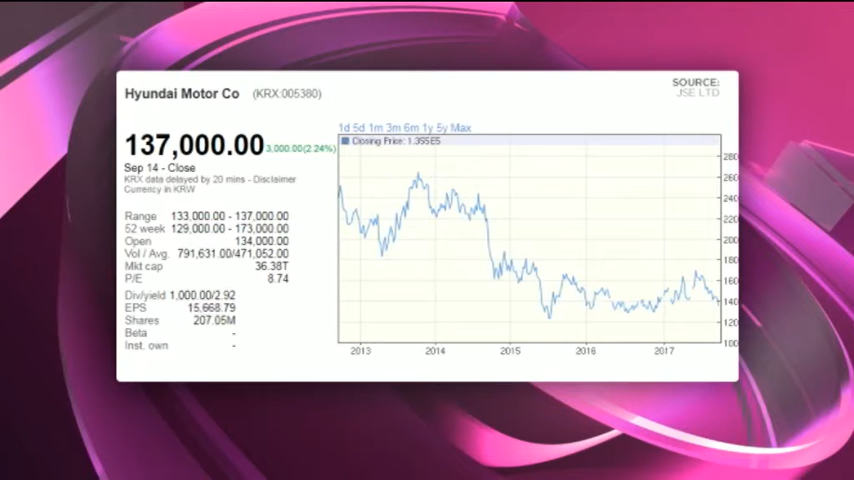 Hyundai Motor Co (KRX:005380)
SOURCE:
JSE LTD
137,000.00 3,000.00(2.24%)
Sep 14 - Close
KRX data delayed by 20 mins - Disclaimer
Currency in KRW
Range 133,000.00 - 137,000.00
52 week 129,000.00 - 173,000.00
Open 134,000.00
Vol / Avg. 791,631.00/471,052.00
Mkt cap 36.38T
P/E 8.74
Div/yield 1,000.00/2.92
EPS 15,668.79
Shares 207.05M
Beta -
Inst. own -
1d 5d 1m 3m 6m 1y 5y Max
Closing Price: 1.355E5
280
260
240
220
200
180
160
140
120
100
2013 2014 2015 2016 2017